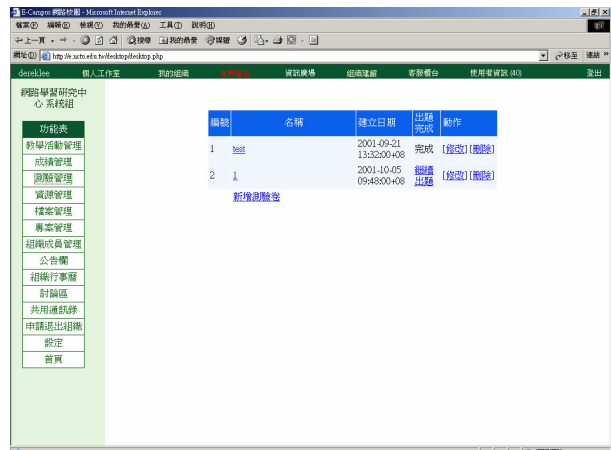 E-Campus 網路校園 - Microsoft Internet Explorer
檔案(F) 編輯(E) 檢視(V) 我的最愛(A) 工具(T) 說明(H)
上一頁 搜尋 我的最愛 媒體
網址(D) http://e.nctu.edu.tw/desktop/desktop.php 移至 連結 »
dereklee 個人工作室 我的組織 資訊廣場 組織建館 客服櫃台 使用者資訊 (40) 登出
網路學習研究中
心 系統組
功能表
教學活動管理
成績管理
測驗管理
資源管理
檔案管理
專案管理
組織成員管理
公告欄
組織行事曆
討論區
共用通訊錄
申請退出組織
設定
首頁
編號 名稱 建立日期 出題完成 動作
1 test 2001-09-21 13:32:00+08 完成 [修改] [刪除]
2 1 2001-10-05 09:48:00+08 繼續出題 [修改] [刪除]
新增測驗卷